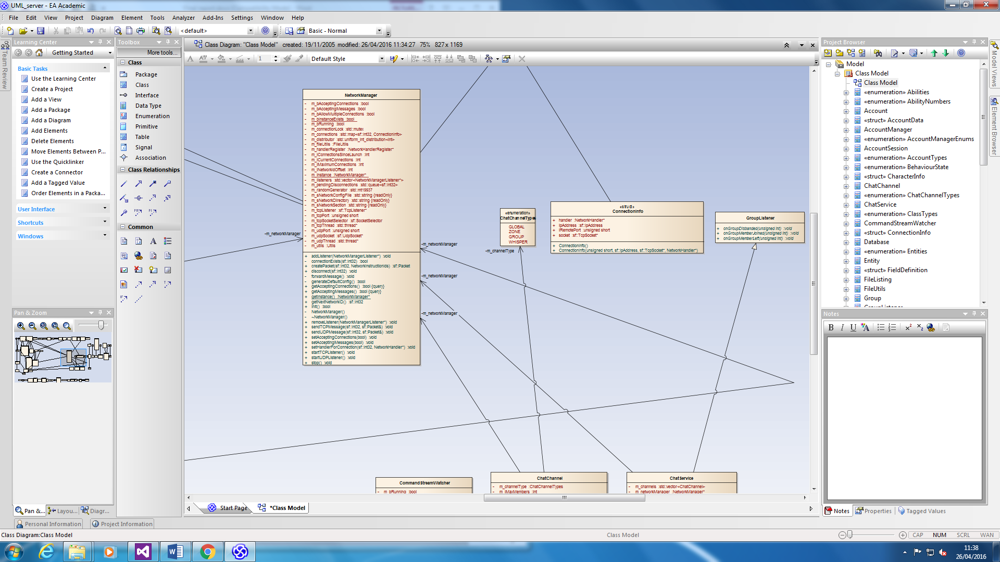 UML_server - EA Academic
File Edit View Project Diagram Element Tools Analyzer Add-Ins Settings Window Help
<default> Basic - Normal
Team Review
Learning Center
Getting Started
Basic Tasks
Use the Learning Center
Create a Project
Add a View
Add a Package
Add a Diagram
Add Elements
Delete Elements
Move Elements Between P...
Use the Quicklinker
Create a Connector
Add a Tagged Value
Order Elements in a Packa...
User Interface
Shortcuts
Windows
Pan & Zoom
Pan &... Layou... Diagr...
Toolbox
More tools...
Class
Package
Class
Interface
Data Type
Enumeration
Primitive
Table
Signal
Association
Class Relationships
Common
Class Diagram: "Class Model" created: 19/11/2005 modified: 26/04/2016 11:34:27 75% 827 x 1169
1 Default Style
NetworkManager
- m_bAcceptingConnections :bool
- m_bAcceptingMessages :bool
- m_bAllowMultipleConnections :bool
- m_bInstanceExists :bool
- m_bRunning :bool
- m_connectionLock :std::mutex
- m_connections :std::map<sf::Int32, ConnectionInfo>
- m_distributor :std::uniform_int_distribution<int>
- m_fileUtils :FileUtils
- m_handlerRegister :NetworkHandlerRegister*
- m_iConnectionsSinceLaunch :int
- m_iCurrentConnections :int
- m_iMaximumConnections :int
- m_iNetworkIdOffset :int
- m_instance :NetworkManager*
- m_listeners :std::vector<NetworkManagerListener*>
- m_pendingDisconnections :std::queue<sf::Int32>
- m_randomGenerator :std::mt19937
- m_sNetworkConfigFile :std::string {readOnly}
- m_sNetworkDirectory :std::string {readOnly}
- m_sNetworkSection :std::string {readOnly}
- m_tcpListener :sf::TcpListener*
- m_tcpPort :unsigned short
- m_tcpSocketSelector :sf::SocketSelector
- m_tcpThread :std::thread*
- m_udpPort :unsigned short
- m_udpSocket :sf::UdpSocket*
- m_udpThread :std::thread*
- m_utils :Utils
+ addListener(NetworkManagerListener*) :void
- connectionExists(sf::Int32) :bool
+ createPacket(sf::Int32, NetworkInstructionIds) :sf::Packet
+ disconnect(sf::Int32) :void
- forwardMessage() :void
- generateDefaultConfig() :bool
+ getAcceptingConnections() :bool {query}
+ getAcceptingMessages() :bool {query}
+ getInstance() :NetworkManager*
+ getNextNetworkID() :sf::Int32
+ init() :bool
- NetworkManager()
- ~NetworkManager()
+ removeListener(NetworkManagerListener*) :void
+ sendTCPMessage(sf::Int32, sf::Packet&) :void
+ sendUDPMessage(sf::Int32, sf::Packet&) :void
+ setAcceptingConnections(bool) :void
+ setAcceptingMessages(bool) :void
+ setHandlerForConnection(sf::Int32, NetworkHandler*) :void
+ startTCPListener() :void
+ startUDPListener() :void
+ stop() :void
-m_networkManager
-m_networkManager
-m_networkManager
-m_networkManager
-m_channelType
«enumeration»
ChatChannelTypes
GLOBAL
ZONE
GROUP
WHISPER
«struct»
ConnectionInfo
+ handler :NetworkHandler*
+ ipAddress :sf::IpAddress
+ iRemotePort :unsigned short
+ socket :sf::TcpSocket*
+ ConnectionInfo()
+ ConnectionInfo(unsigned short, sf::IpAddress, sf::TcpSocket*, NetworkHandler*)
GroupListener
+ onGroupDisbanded(unsigned int) :void
+ onGroupMemberJoined(unsigned int) :void
+ onGroupMemberLeft(unsigned int) :void
CommandStreamWatcher
- m_bRunning :bool
ChatChannel
- m_channelType :ChatChannelTypes
- m_iMaxMembers :int
ChatService
- m_channels :std::vector<ChatChannel>
- m_networkManager :NetworkManager*
Start Page *Class Model
Project Browser
Model
Class Model
Class Model
«enumeration» Abilities
«enumeration» AbilityNumbers
Account
«struct» AccountData
AccountManager
«enumeration» AccountManagerEnums
AccountSession
«enumeration» AccountTypes
«enumeration» BehaviourState
«struct» CharacterInfo
ChatChannel
«enumeration» ChatChannelTypes
ChatService
«enumeration» ClassTypes
CommandStreamWatcher
«struct» ConnectionInfo
Database
«enumeration» Entities
Entity
«struct» FieldDefinition
FileListing
FileUtils
Group
GroupListener
Model Views
Element Browser
Notes
B I U A
Notes Properties Tagged Values
Personal Information Project Information
Class Diagram:Class Model Class Model CAP NUM SCRL WAN
11:38
26/04/2016